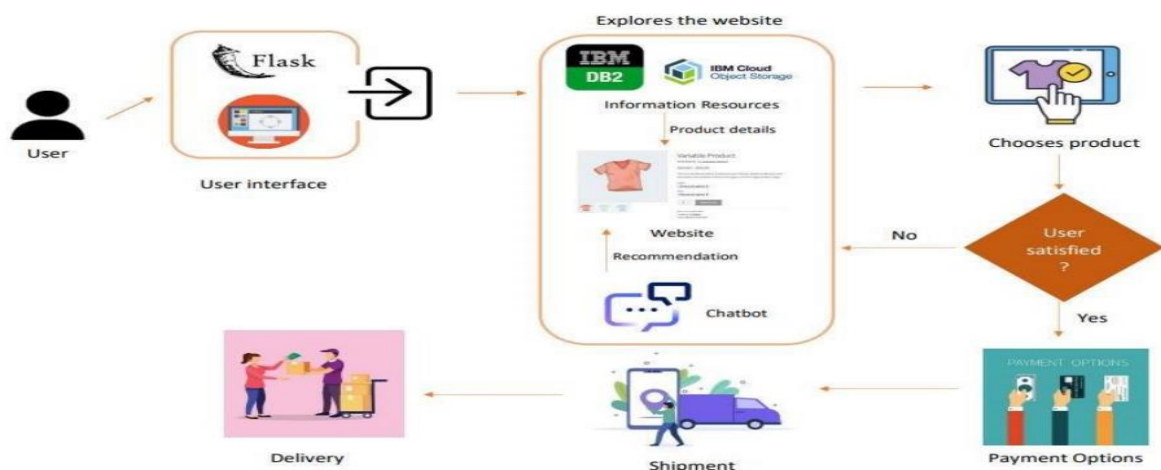 Explores the website
Flask
IBM
DB2
IBM Cloud
Object Storage
Information Resources
Product details
Variable Product
Website
Recommendation
Chatbot
User
User interface
Chooses product
User
satisfied
?
No
Yes
PAYMENT OPTIONS
Payment Options
Shipment
Delivery